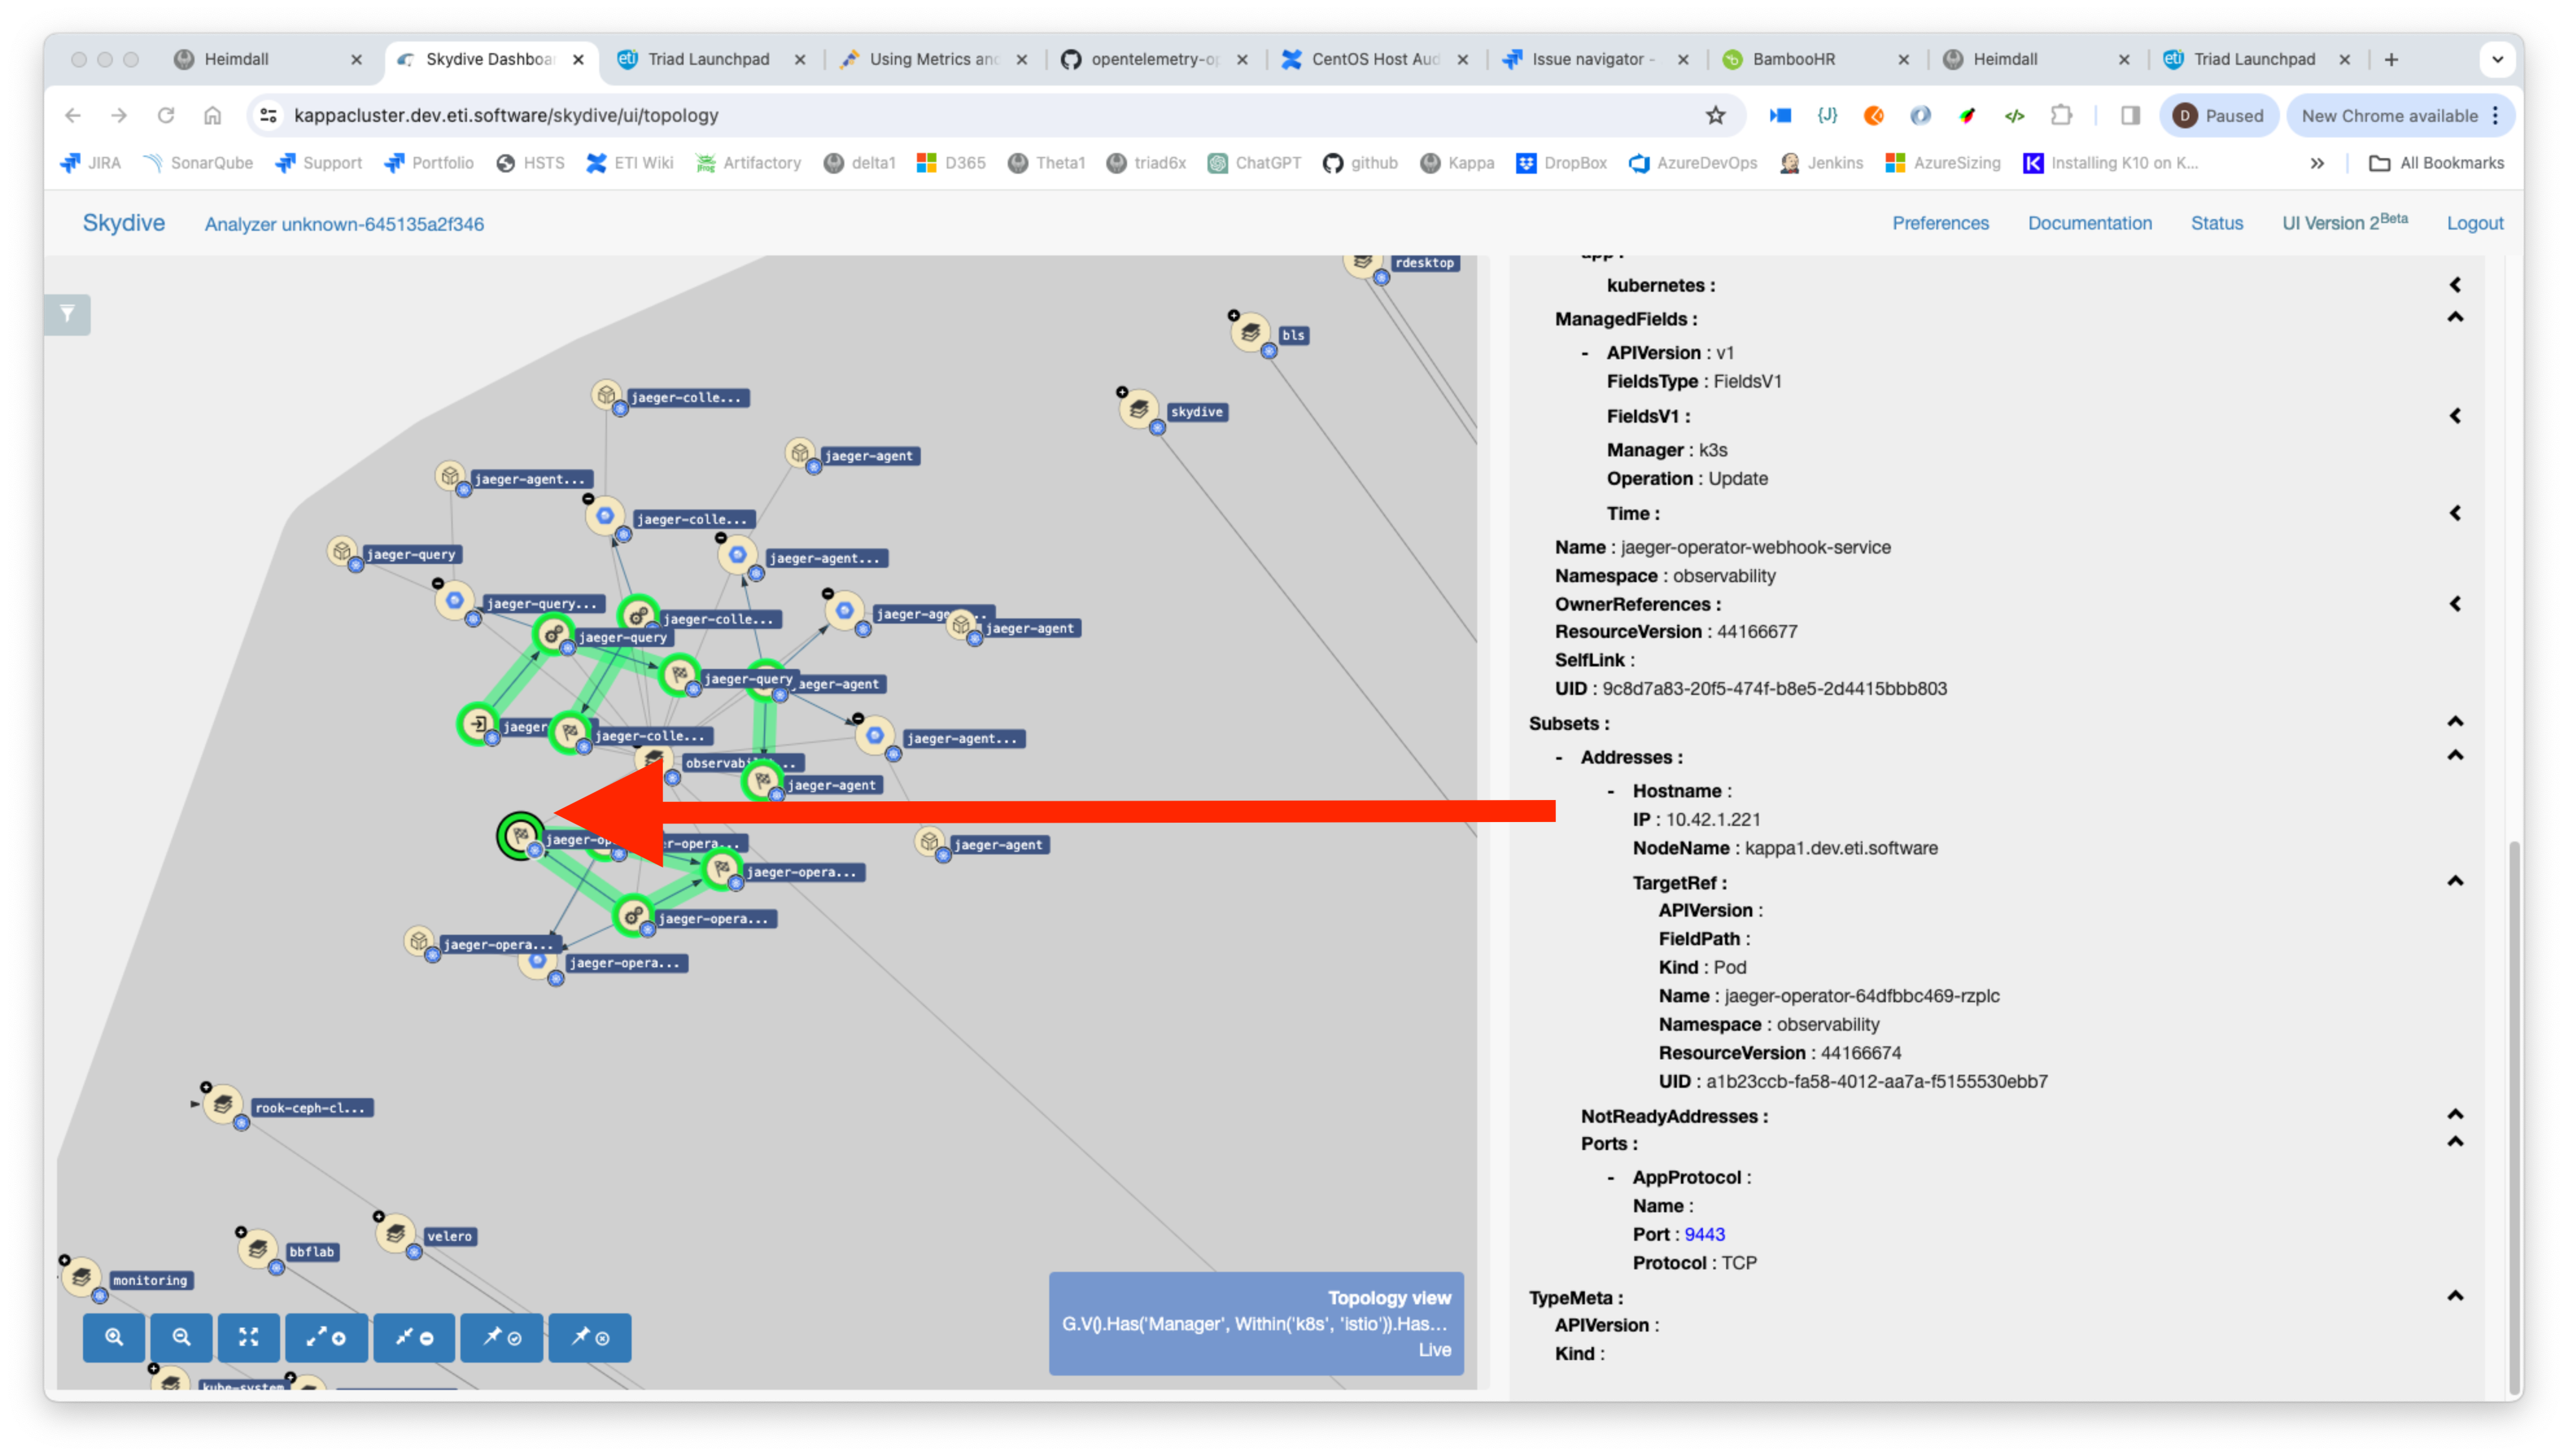 Heimdall
Skydive Dashboa
Triad Launchpad
Using Metrics and
opentelemetry-op
CentOS Host Aud
Issue navigator -
BambooHR
Heimdall
Triad Launchpad
kappacluster.dev.eti.software/skydive/ui/topology
D Paused
New Chrome available
JIRA
SonarQube
Support
Portfolio
HSTS
ETI Wiki
Artifactory
delta1
D365
Theta1
triad6x
ChatGPT
github
Kappa
DropBox
AzureDevOps
Jenkins
AzureSizing
Installing K10 on K...
All Bookmarks
Skydive
Analyzer unknown-645135a2f346
Preferences
Documentation
Status
UI Version 2 Beta
Logout
rdesktop
bls
jaeger-colle...
skydive
jaeger-agent
jaeger-agent...
jaeger-colle...
jaeger-query
jaeger-agent...
jaeger-query...
jaeger-colle...
jaeger-age
jaeger-agent
jaeger-query
jaeger-query
aeger-agent
jaeger
jaeger-colle...
jaeger-agent...
observabi
jaeger-agent
jaeger-op
r-opera...
jaeger-agent
jaeger-opera...
jaeger-opera...
jaeger-opera...
jaeger-opera...
rook-ceph-cl...
velero
bbflab
monitoring
kube-system
Topology view
G.V().Has('Manager', Within('k8s', 'istio')).Has...
Live
app :
kubernetes :
ManagedFields :
- APIVersion : v1
FieldsType : FieldsV1
FieldsV1 :
Manager : k3s
Operation : Update
Time :
Name : jaeger-operator-webhook-service
Namespace : observability
OwnerReferences :
ResourceVersion : 44166677
SelfLink :
UID : 9c8d7a83-20f5-474f-b8e5-2d4415bbb803
Subsets :
- Addresses :
- Hostname :
IP : 10.42.1.221
NodeName : kappa1.dev.eti.software
TargetRef :
APIVersion :
FieldPath :
Kind : Pod
Name : jaeger-operator-64dfbbc469-rzplc
Namespace : observability
ResourceVersion : 44166674
UID : a1b23ccb-fa58-4012-aa7a-f5155530ebb7
NotReadyAddresses :
Ports :
- AppProtocol :
Name :
Port : 9443
Protocol : TCP
TypeMeta :
APIVersion :
Kind :